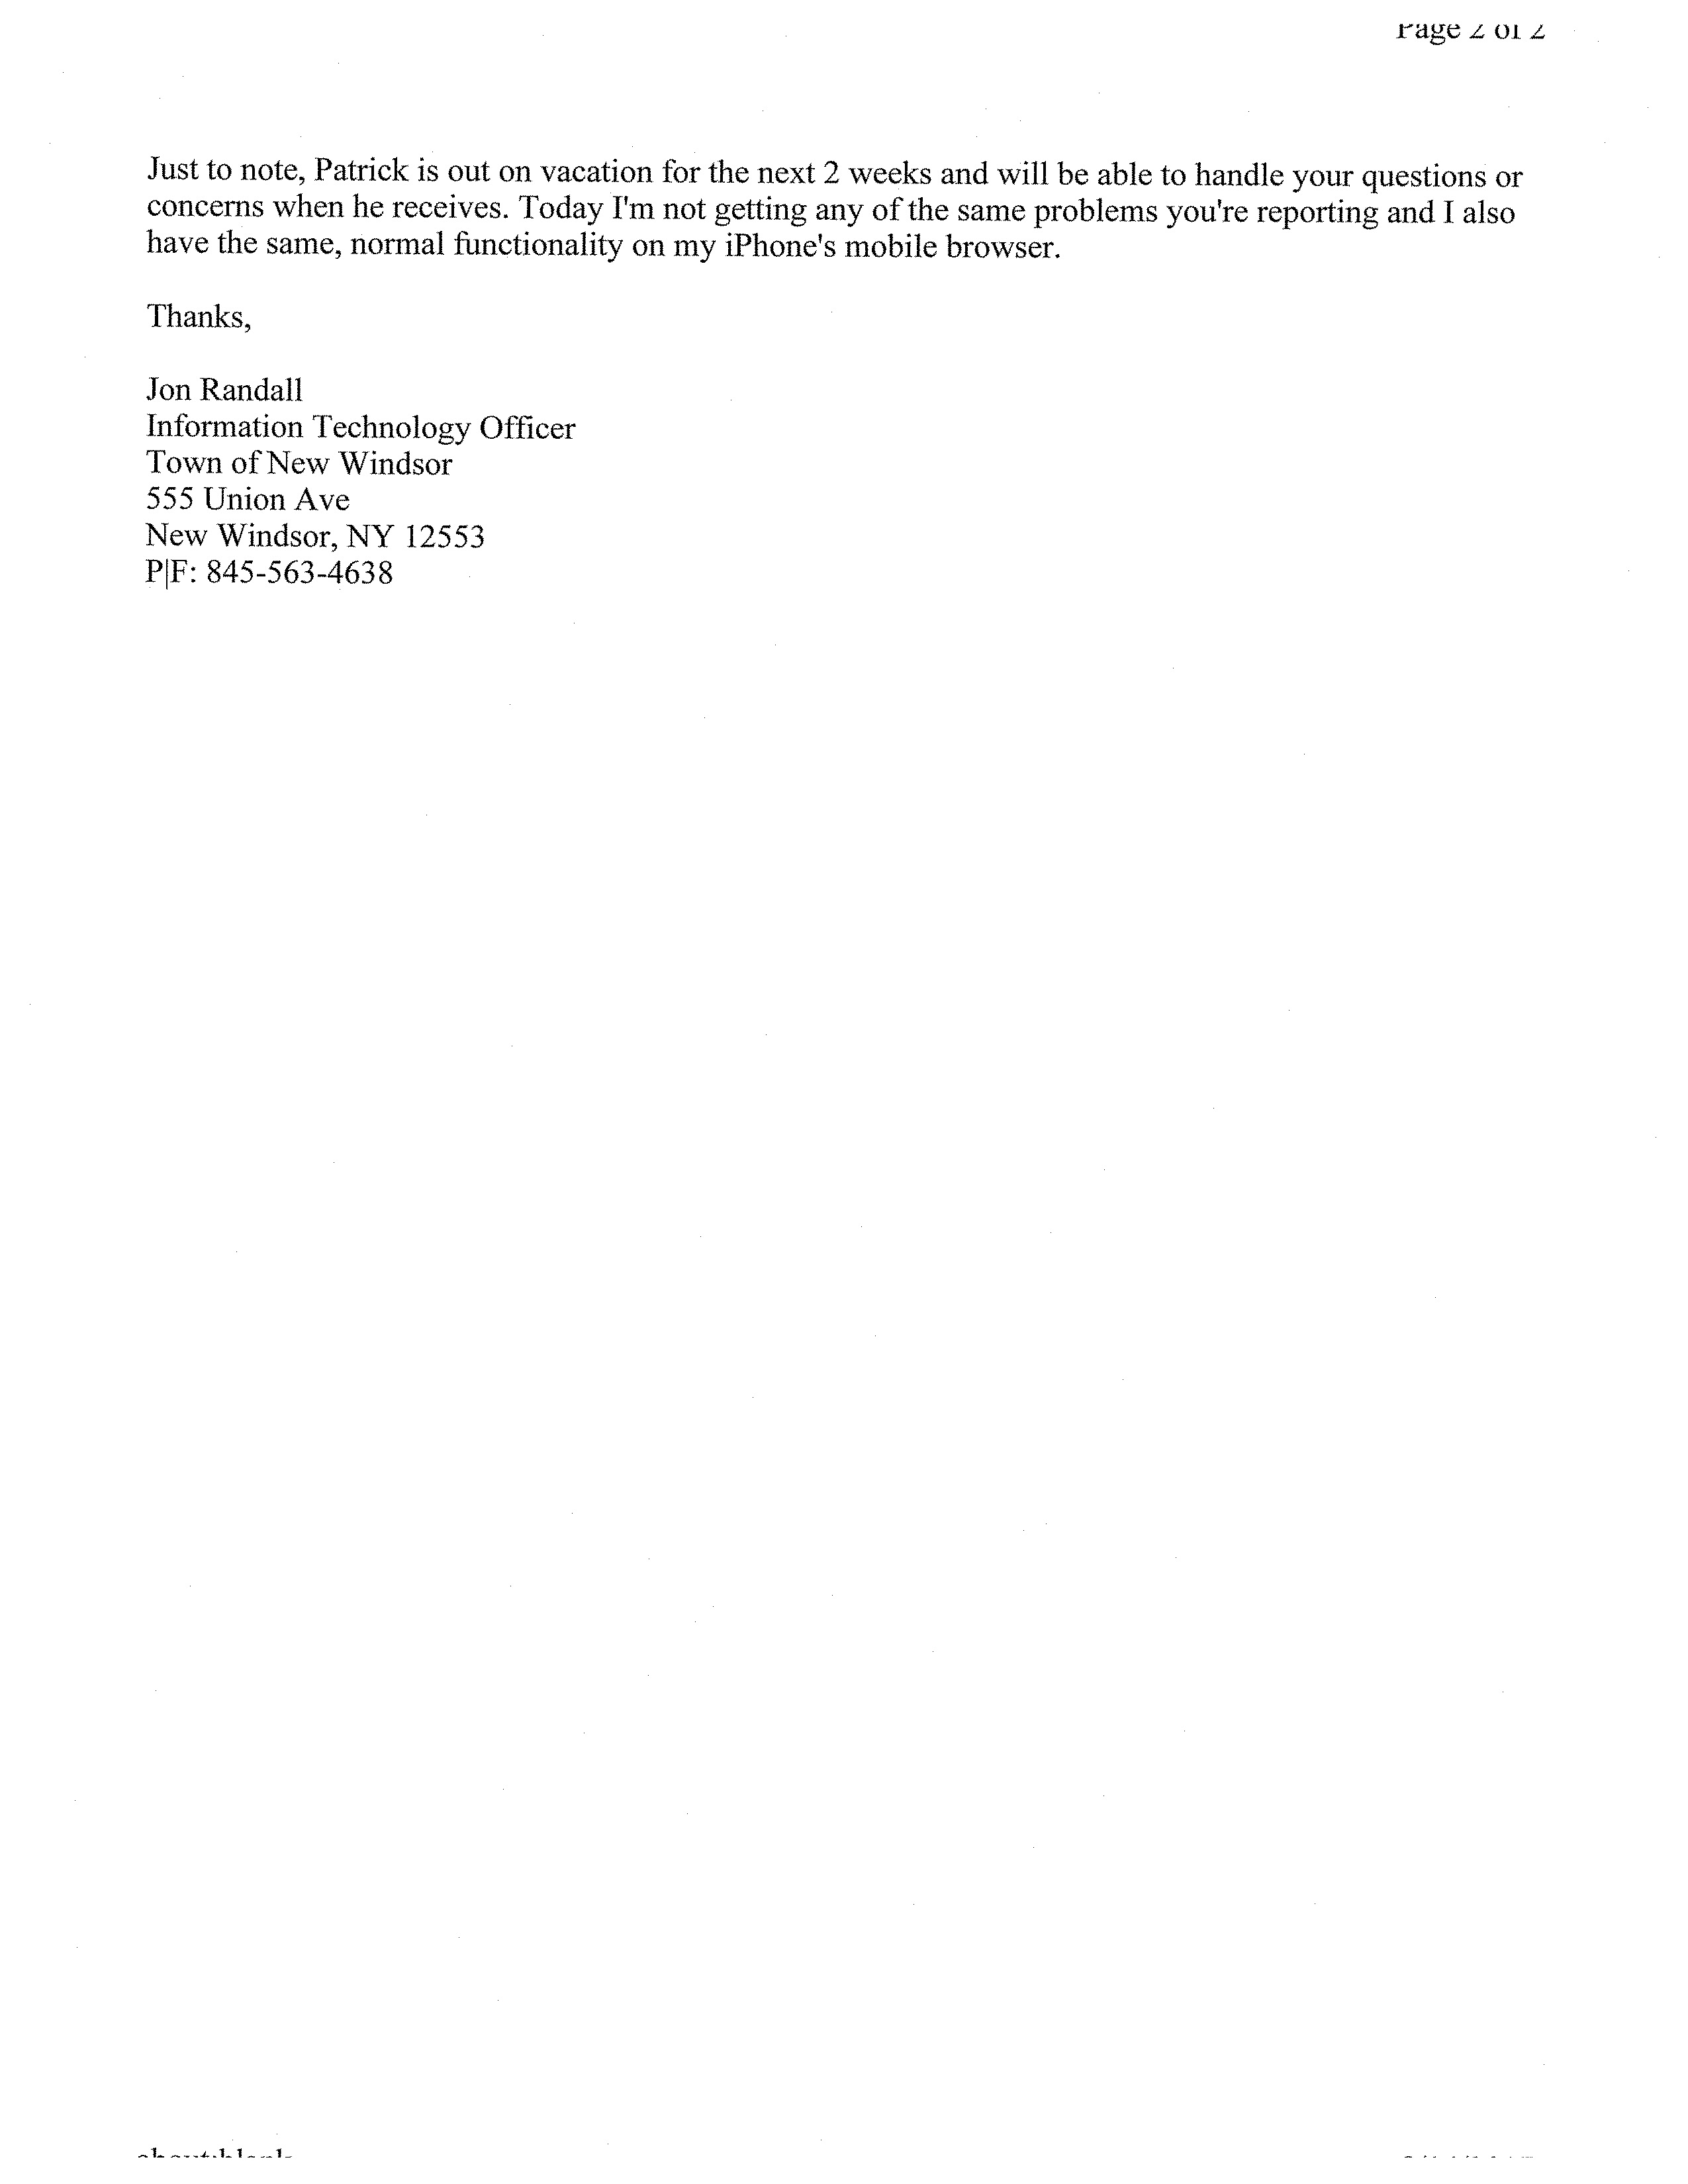 Page 2 of 2
Just to note, Patrick is out on vacation for the next 2 weeks and will be able to handle your questions or
concerns when he receives. Today I'm not getting any of the same problems you're reporting and I also
have the same, normal functionality on my iPhone's mobile browser.
Thanks,
Jon Randall
Information Technology Officer
Town of New Windsor
555 Union Ave
New Windsor, NY 12553
P|F: 845-563-4638
about:blank